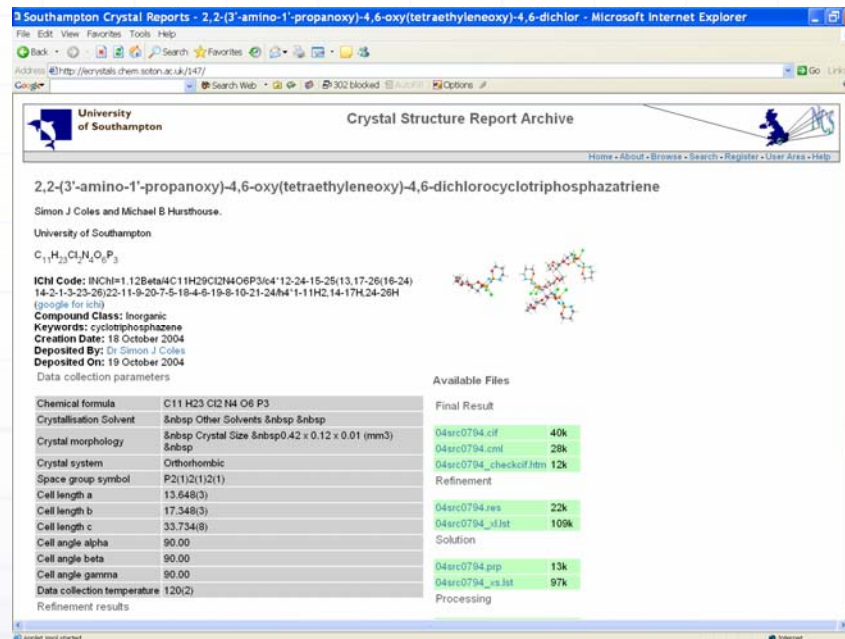 Southampton Crystal Reports - 2,2-(3'-amino-1'-propanoxy)-4,6-oxy(tetraethyleneoxy)-4,6-dichlor - Microsoft Internet Explorer
File Edit View Favorites Tools Help
Back Search Favorites
Address http://ecrystals.chem.soton.ac.uk/147/ Go Links
Google Search Web 302 blocked AutoFill Options
University of Southampton
Crystal Structure Report Archive
Home - About - Browse - Search - Register - User Area - Help
2,2-(3'-amino-1'-propanoxy)-4,6-oxy(tetraethyleneoxy)-4,6-dichlorocyclotriphosphazatriene
Simon J Coles and Michael B Hursthouse.
University of Southampton
C11H23Cl2N4O6P3
IChI Code: INChI=1.12Beta/4C11H29Cl2N4O6P3/c4*12-24-15-25(13,17-26(16-24)
14-2-1-3-23-26)22-11-9-20-7-5-18-4-6-19-8-10-21-24/h4*1-11H2,14-17H,24-26H
(google for ichi)
Compound Class: Inorganic
Keywords: cyclotriphosphazene
Creation Date: 18 October 2004
Deposited By: Dr Simon J Coles
Deposited On: 19 October 2004
Data collection parameters
Chemical formula C11 H23 Cl2 N4 O6 P3
Crystallisation Solvent &nbsp Other Solvents &nbsp &nbsp
Crystal morphology &nbsp Crystal Size &nbsp0.42 x 0.12 x 0.01 (mm3) &nbsp
Crystal system Orthorhombic
Space group symbol P2(1)2(1)2(1)
Cell length a 13.648(3)
Cell length b 17.348(3)
Cell length c 33.734(8)
Cell angle alpha 90.00
Cell angle beta 90.00
Cell angle gamma 90.00
Data collection temperature 120(2)
Refinement results
Available Files
Final Result
04src0794.cif 40k
04src0794.cml 28k
04src0794_checkcif.htm 12k
Refinement
04src0794.res 22k
04src0794_xl.lst 109k
Solution
04src0794.prp 13k
04src0794_xs.lst 97k
Processing
Internet